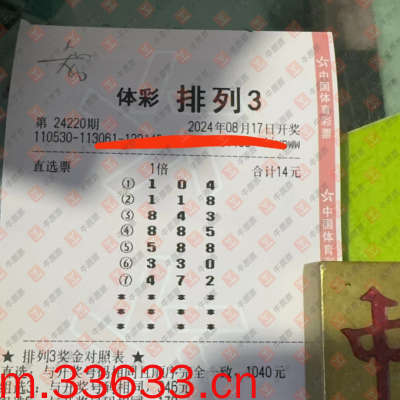 体彩 排列3
第 24220期 2024年08月17日开奖
110530-113061-
直选票 1倍 合计14元
① 1 0 4
② 1 1 8
③ 8 4 3
④ 8 8 5
⑤ 5 8 8
⑥ 3 3 0
⑦ 4 7 2
* * *
* * *
* * *
★ 排列3奖金对照表 ★
完全一致，1040元
m.33633.cn
中国体育彩票
中国体育